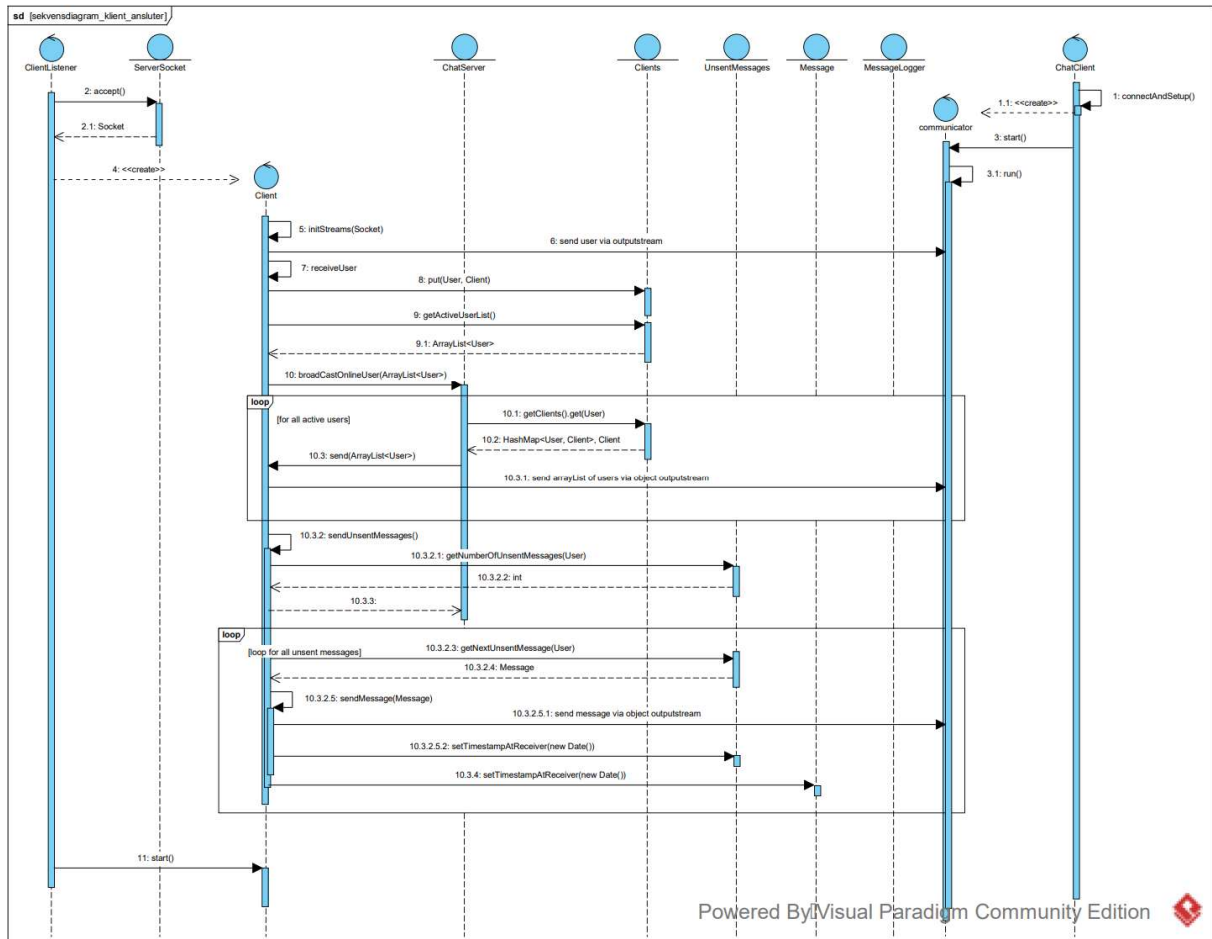 sd [sekvensdiagram_klient_ansluter]
ClientListener
ServerSocket
ChatServer
Clients
UnsentMessages
Message
MessageLogger
ChatClient
2: accept()
1: connectAndSetup()
1.1: <<create>>
communicator
2.1: Socket
3: start()
4: <<create>>
3.1: run()
Client
5: initStreams(Socket)
6: send user via outputstream
7: receiveUser
8: put(User, Client)
9: getActiveUserList()
9.1: ArrayList<User>
10: broadCastOnlineUser(ArrayList<User>)
loop
[for all active users]
10.1: getClients().get(User)
10.2: HashMap<User, Client>, Client
10.3: send(ArrayList<User>)
10.3.1: send arrayList of users via object outputstream
10.3.2: sendUnsentMessages()
10.3.2.1: getNumberOfUnsentMessages(User)
10.3.2.2: int
10.3.3:
loop
[loop for all unsent messages]
10.3.2.3: getNextUnsentMessage(User)
10.3.2.4: Message
10.3.2.5: sendMessage(Message)
10.3.2.5.1: send message via object outputstream
10.3.2.5.2: setTimestampAtReceiver(new Date())
10.3.4: setTimestampAtReceiver(new Date())
11: start()
Powered By Visual Paradigm Community Edition